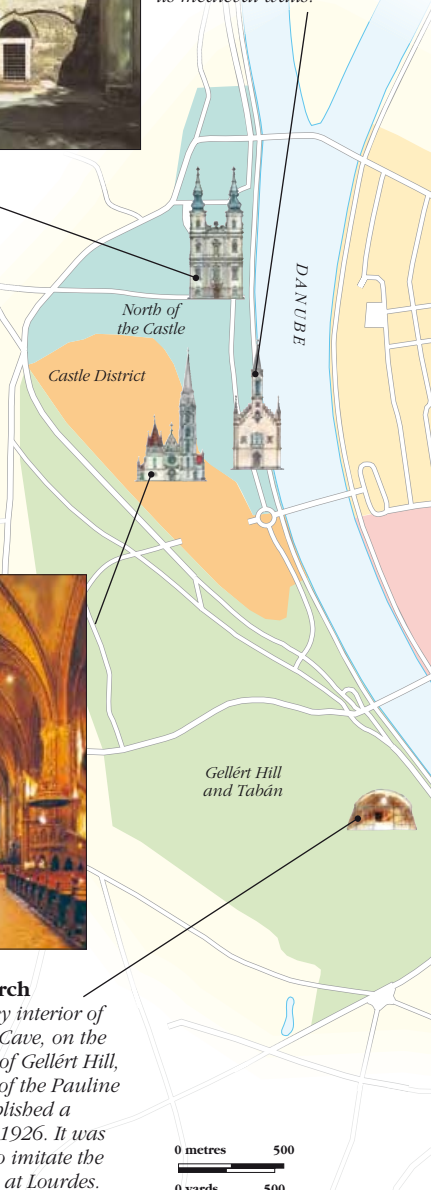 its medieval walls.
DANUBE
North of
the Castle
Castle District
Gellért Hill
and Tabán
rch
y interior of
Cave, on the
of Gellért Hill,
of the Pauline
blished a
1926. It was
o imitate the
at Lourdes.
0 metres 500
0 yards 500